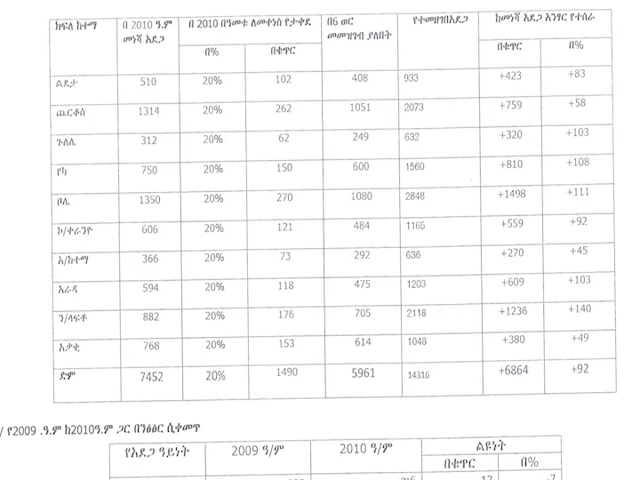 ክፍለ ከተማ በ 2010 ዓ.ም በ 2010 በዓመቱ ለመቀነስ የታቀደ በ6 ወር የተመዘገበአደጋ ከመነሻ አደጋ አንፃር የተሰራ
መነሻ አደጋ በ% በቁጥር መመዝገብ ያለበት በቁጥር በ%
ልደታ 510 20% 102 408 933 +423 +83
ጨርቆስ 1314 20% 262 1051 2073 +759 +58
ጉለሌ 312 20% 62 249 632 +320 +103
የካ 750 20% 150 600 1560 +810 +108
ቦሌ 1350 20% 270 1080 2848 +1498 +111
ኮ/ቀራንዮ 606 20% 121 484 1165 +559 +92
አ/ከተማ 366 20% 73 292 636 +270 +45
አራዳ 594 20% 118 475 1203 +609 +103
ን/ላፍቶ 882 20% 176 705 2118 +1236 +140
አቃቂ 768 20% 153 614 1048 +380 +49
ድምር 7452 20% 1490 5961 14316 +6864 +92
/ የ2009 .ዓ.ም ከ2010ዓ.ም ጋር በንፅፅር ሲቀመጥ
የአደጋ ዓይነት 2009 ዓ/ም 2010 ዓ/ም ልዩነት
በቁጥር በ%
17 -7